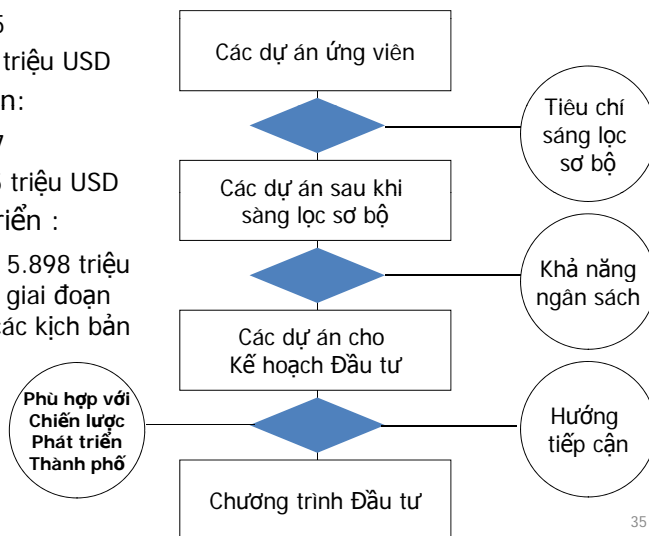 5
triệu USD
n:
triệu USD
riển :
5.898 triệu
giai đoạn
các kịch bản
Các dự án ứng viên
Tiêu chí
sáng lọc
sơ bộ
Các dự án sau khi
sàng lọc sơ bộ
Khả năng
ngân sách
Các dự án cho
Kế hoạch Đầu tư
Phù hợp với
Chiến lược
Phát triển
Thành phố
Hướng
tiếp cận
Chương trình Đầu tư
35